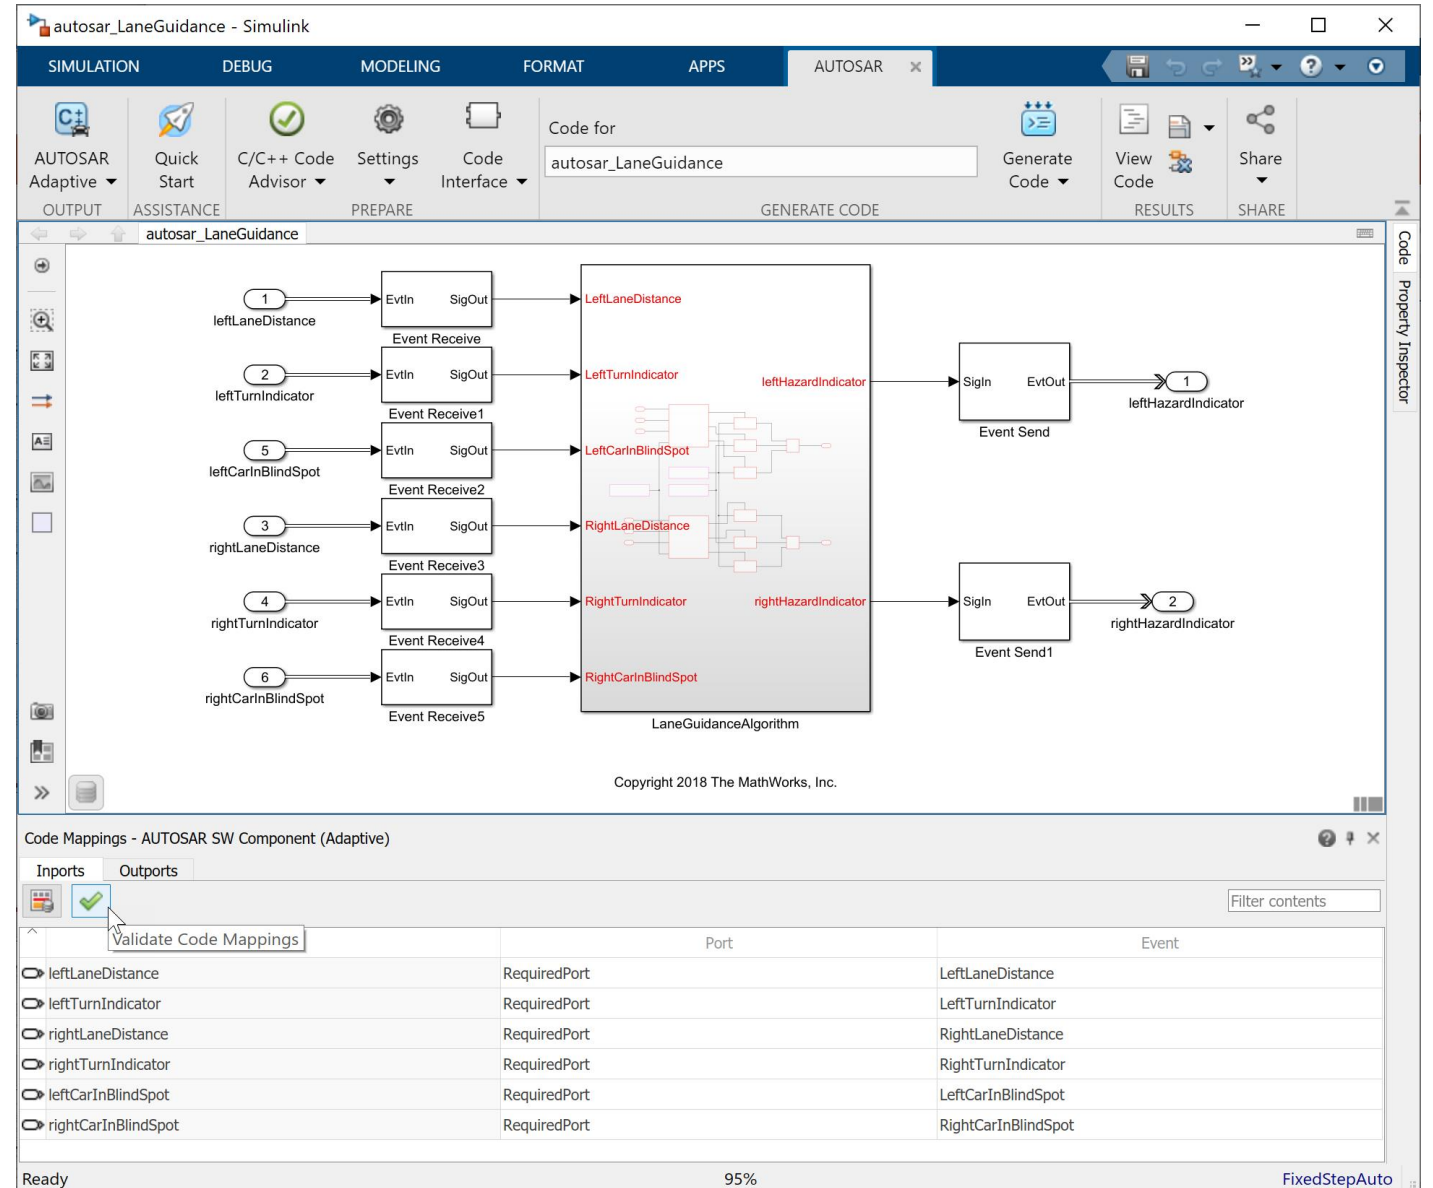 autosar_LaneGuidance - Simulink
SIMULATION DEBUG MODELING FORMAT APPS AUTOSAR
AUTOSAR Adaptive
Quick Start
C/C++ Code Advisor
Settings
Code Interface
Code for
autosar_LaneGuidance
Generate Code
View Code
Share
OUTPUT ASSISTANCE PREPARE GENERATE CODE RESULTS SHARE
autosar_LaneGuidance
Code
Property Inspector
1 EvtIn SigOut LeftLaneDistance
leftLaneDistance
Event Receive
2 EvtIn SigOut LeftTurnIndicator
leftTurnIndicator
Event Receive1
5 EvtIn SigOut LeftCarInBlindSpot
leftCarInBlindSpot
Event Receive2
3 EvtIn SigOut RightLaneDistance
rightLaneDistance
Event Receive3
4 EvtIn SigOut RightTurnIndicator
rightTurnIndicator
Event Receive4
6 EvtIn SigOut RightCarInBlindSpot
rightCarInBlindSpot
Event Receive5
leftHazardIndicator SigIn EvtOut 1
leftHazardIndicator
Event Send
rightHazardIndicator SigIn EvtOut 2
rightHazardIndicator
Event Send1
LaneGuidanceAlgorithm
Copyright 2018 The MathWorks, Inc.
Code Mappings - AUTOSAR SW Component (Adaptive)
Inports Outports
Filter contents
Validate Code Mappings
Port Event
leftLaneDistance RequiredPort LeftLaneDistance
leftTurnIndicator RequiredPort LeftTurnIndicator
rightLaneDistance RequiredPort RightLaneDistance
rightTurnIndicator RequiredPort RightTurnIndicator
leftCarInBlindSpot RequiredPort LeftCarInBlindSpot
rightCarInBlindSpot RequiredPort RightCarInBlindSpot
Ready 95% FixedStepAuto